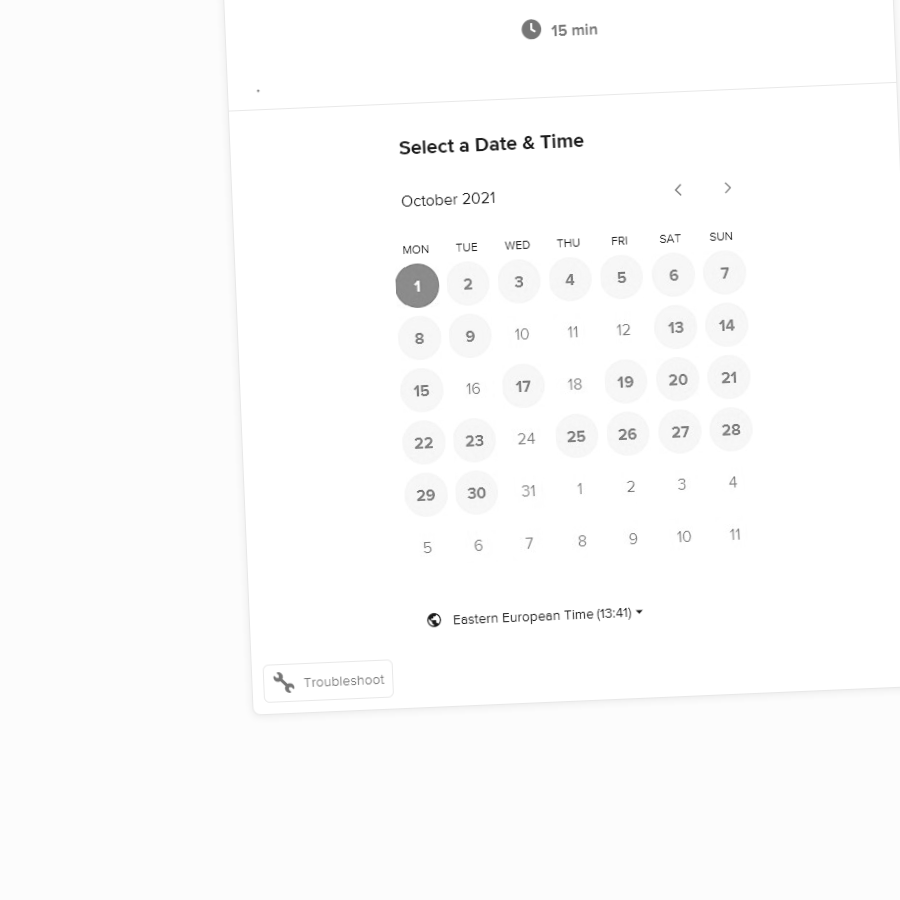 15 min
.
Select a Date & Time
October 2021
MON TUE WED THU FRI SAT SUN
1 2 3 4 5 6 7
8 9 10 11 12 13 14
15 16 17 18 19 20 21
22 23 24 25 26 27 28
29 30 31 1 2 3 4
5 6 7 8 9 10 11
Eastern European Time (13:41)
Troubleshoot